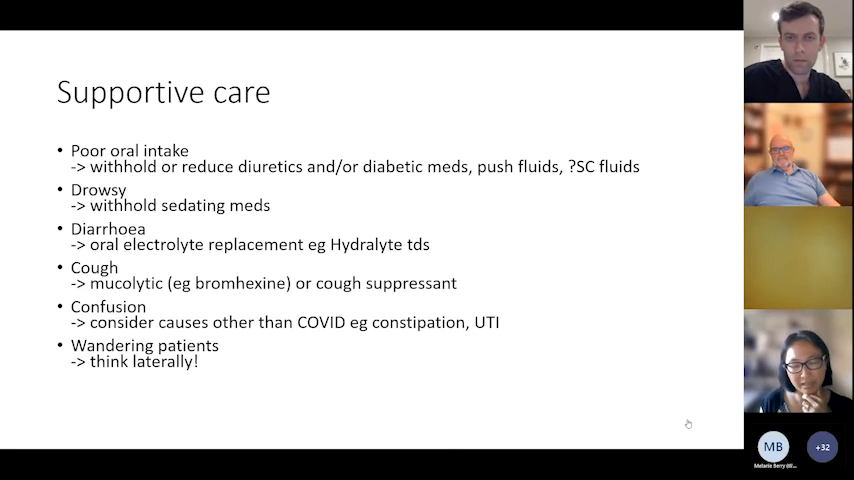 Supportive care
• Poor oral intake
-> withhold or reduce diuretics and/or diabetic meds, push fluids, ?SC fluids
• Drowsy
-> withhold sedating meds
• Diarrhoea
-> oral electrolyte replacement eg Hydralyte tds
• Cough
-> mucolytic (eg bromhexine) or cough suppressant
• Confusion
-> consider causes other than COVID eg constipation, UTI
• Wandering patients
-> think laterally!
MB
+32
Melanie Berry (W...